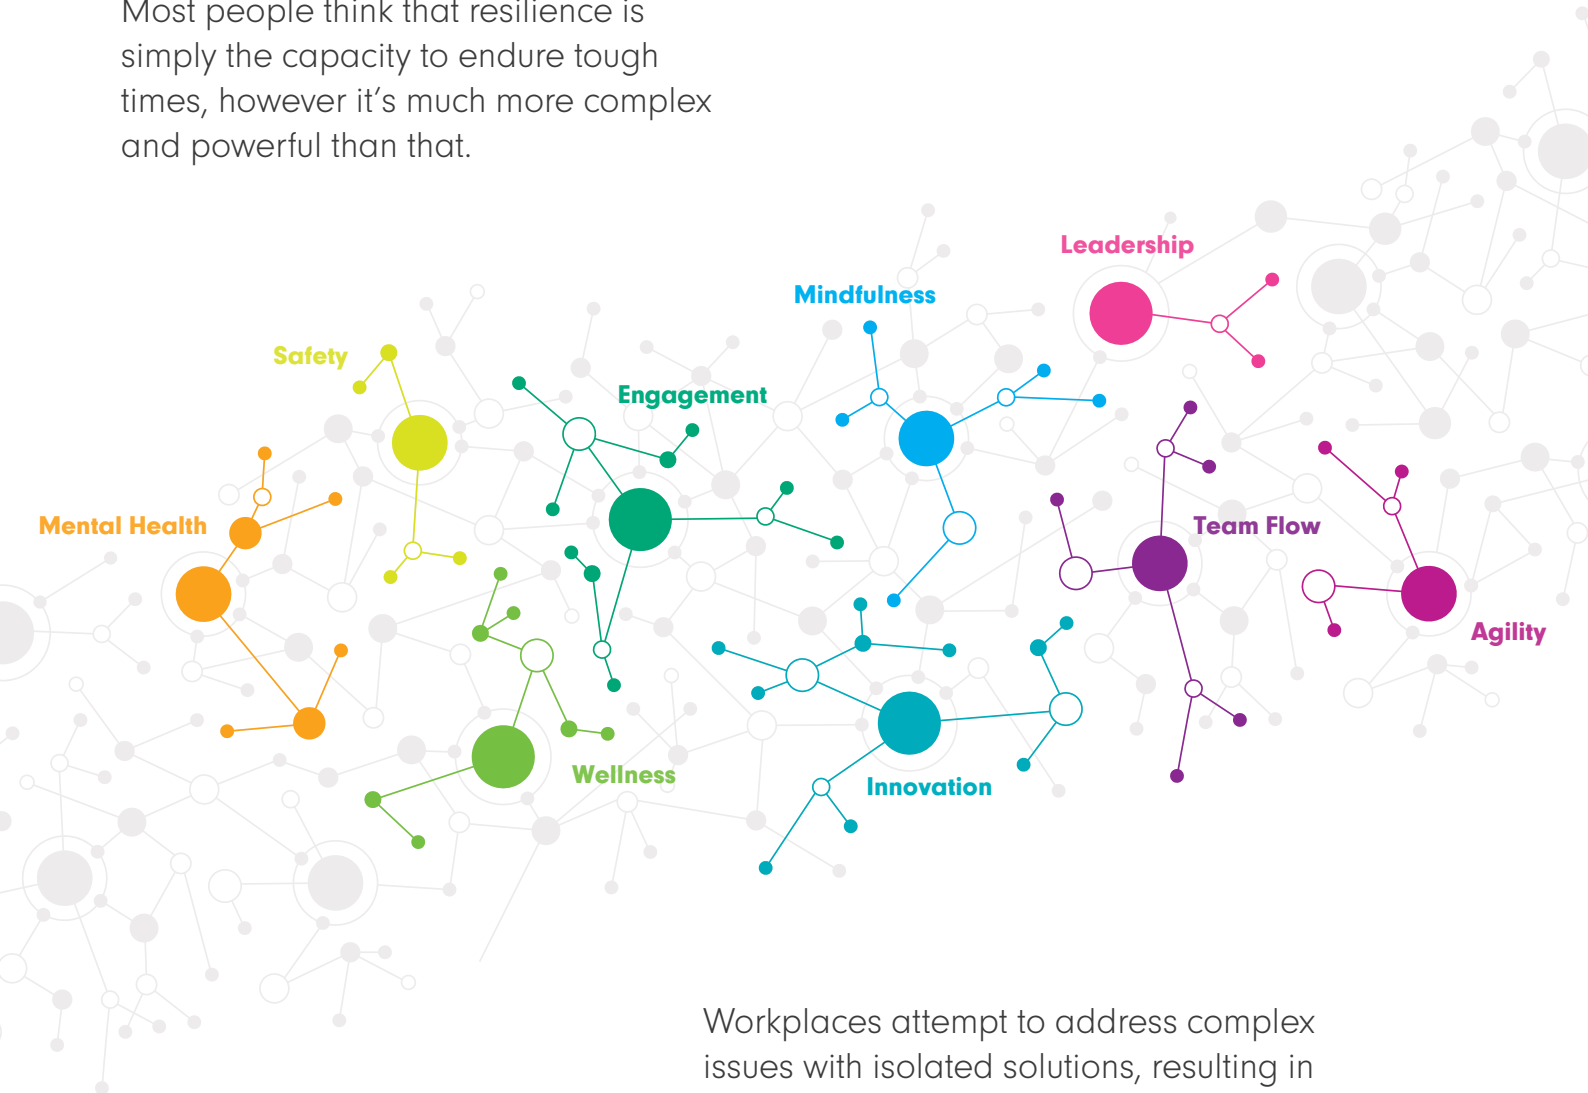 Most people think that resilience is
simply the capacity to endure tough
times, however it's much more complex
and powerful than that.
Leadership
Mindfulness
Safety
Engagement
Mental Health
Team Flow
Agility
Wellness
Innovation
Workplaces attempt to address complex
issues with isolated solutions, resulting in